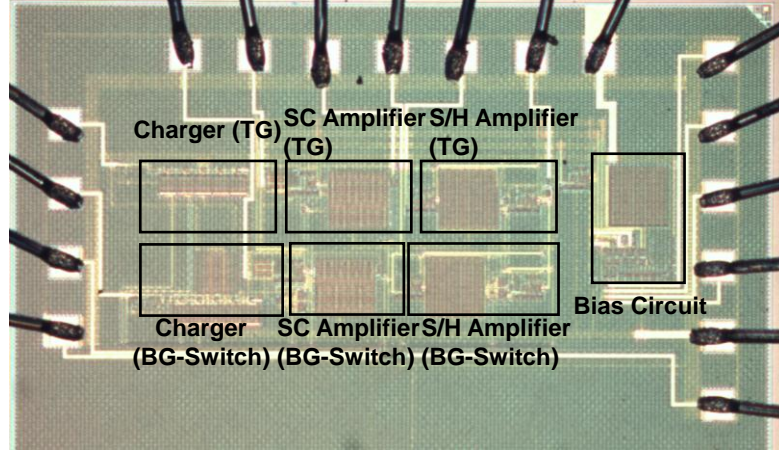 Charger (TG)
SC Amplifier
(TG)
S/H Amplifier
(TG)
Bias Circuit
Charger
(BG-Switch)
SC Amplifier
(BG-Switch)
S/H Amplifier
(BG-Switch)